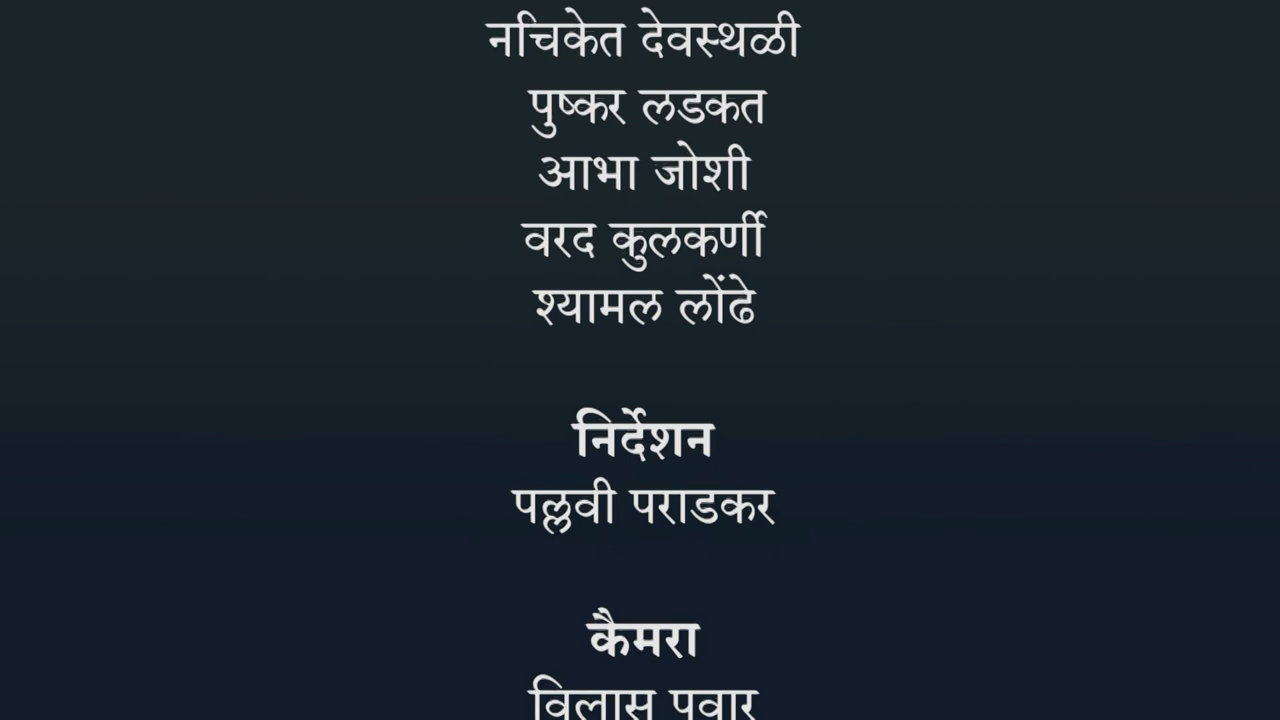 नचिकेत देवस्थळी
पुष्कर लडकत
आभा जोशी
वरद कुलकर्णी
श्यामल लोंढे
निर्देशन
पल्लवी पराडकर
कैमरा
विलास पवार